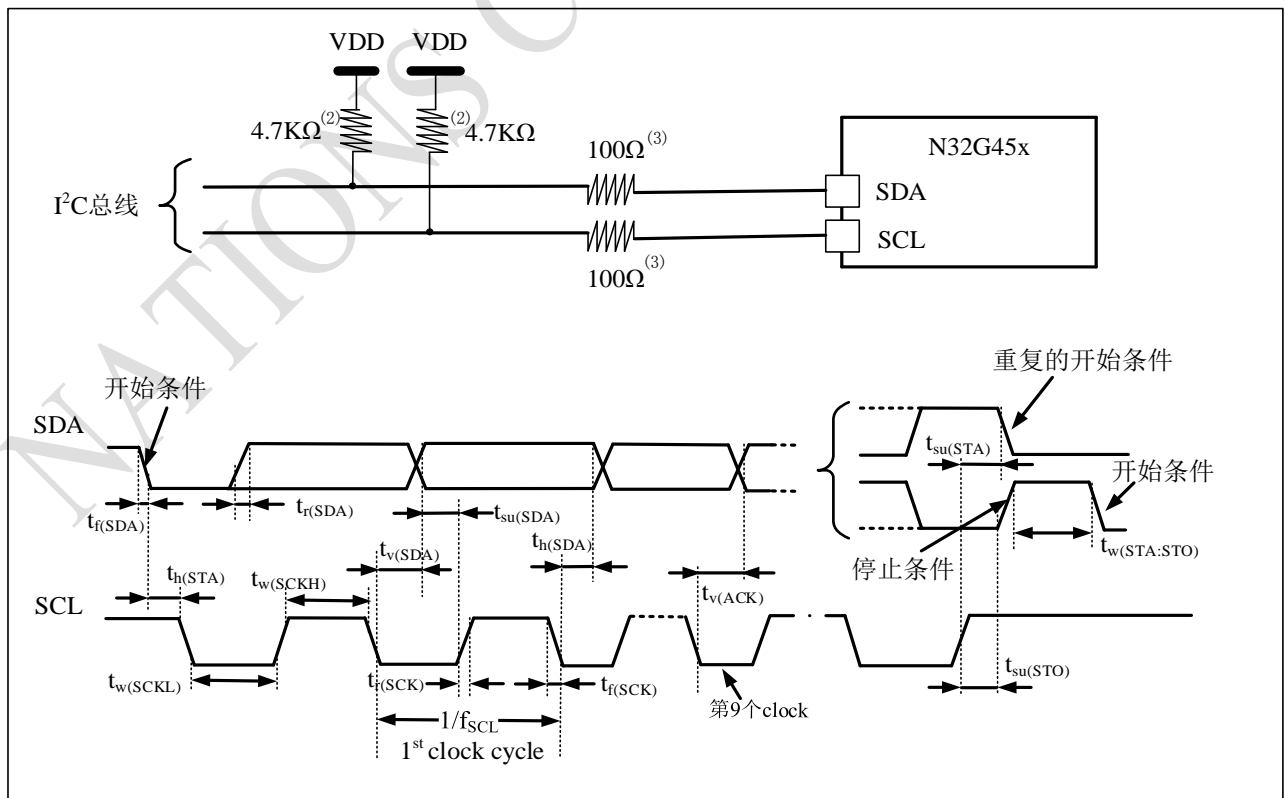 VDD VDD
4.7KΩ(2) (2)4.7KΩ
100Ω(3)
N32G45x
I²C总线
SDA
SCL
100Ω(3)
重复的开始条件
开始条件
SDA
tsu(STA)
开始条件
tf(SDA)
tr(SDA)
tsu(SDA)
tv(SDA)
th(SDA)
tw(STA:STO)
停止条件
th(STA)
tw(SCKH)
tv(ACK)
SCL
tw(SCKL)
tr(SCK)
tf(SCK)
tsu(STO)
第9个clock
1/fSCL
1st clock cycle
NATIONS